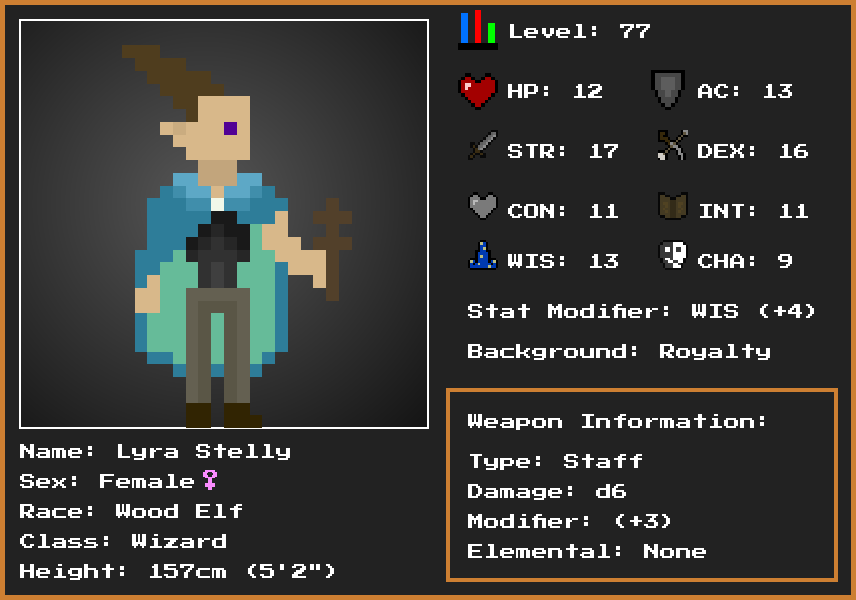 Level: 77
HP: 12 AC: 13
STR: 17 DEX: 16
CON: 11 INT: 11
WIS: 13 CHA: 9
Stat Modifier: WIS (+4)
Background: Royalty
Weapon Information:
Type: Staff
Damage: d6
Modifier: (+3)
Elemental: None
Name: Lyra Stelly
Sex: Female♀
Race: Wood Elf
Class: Wizard
Height: 157cm (5'2")